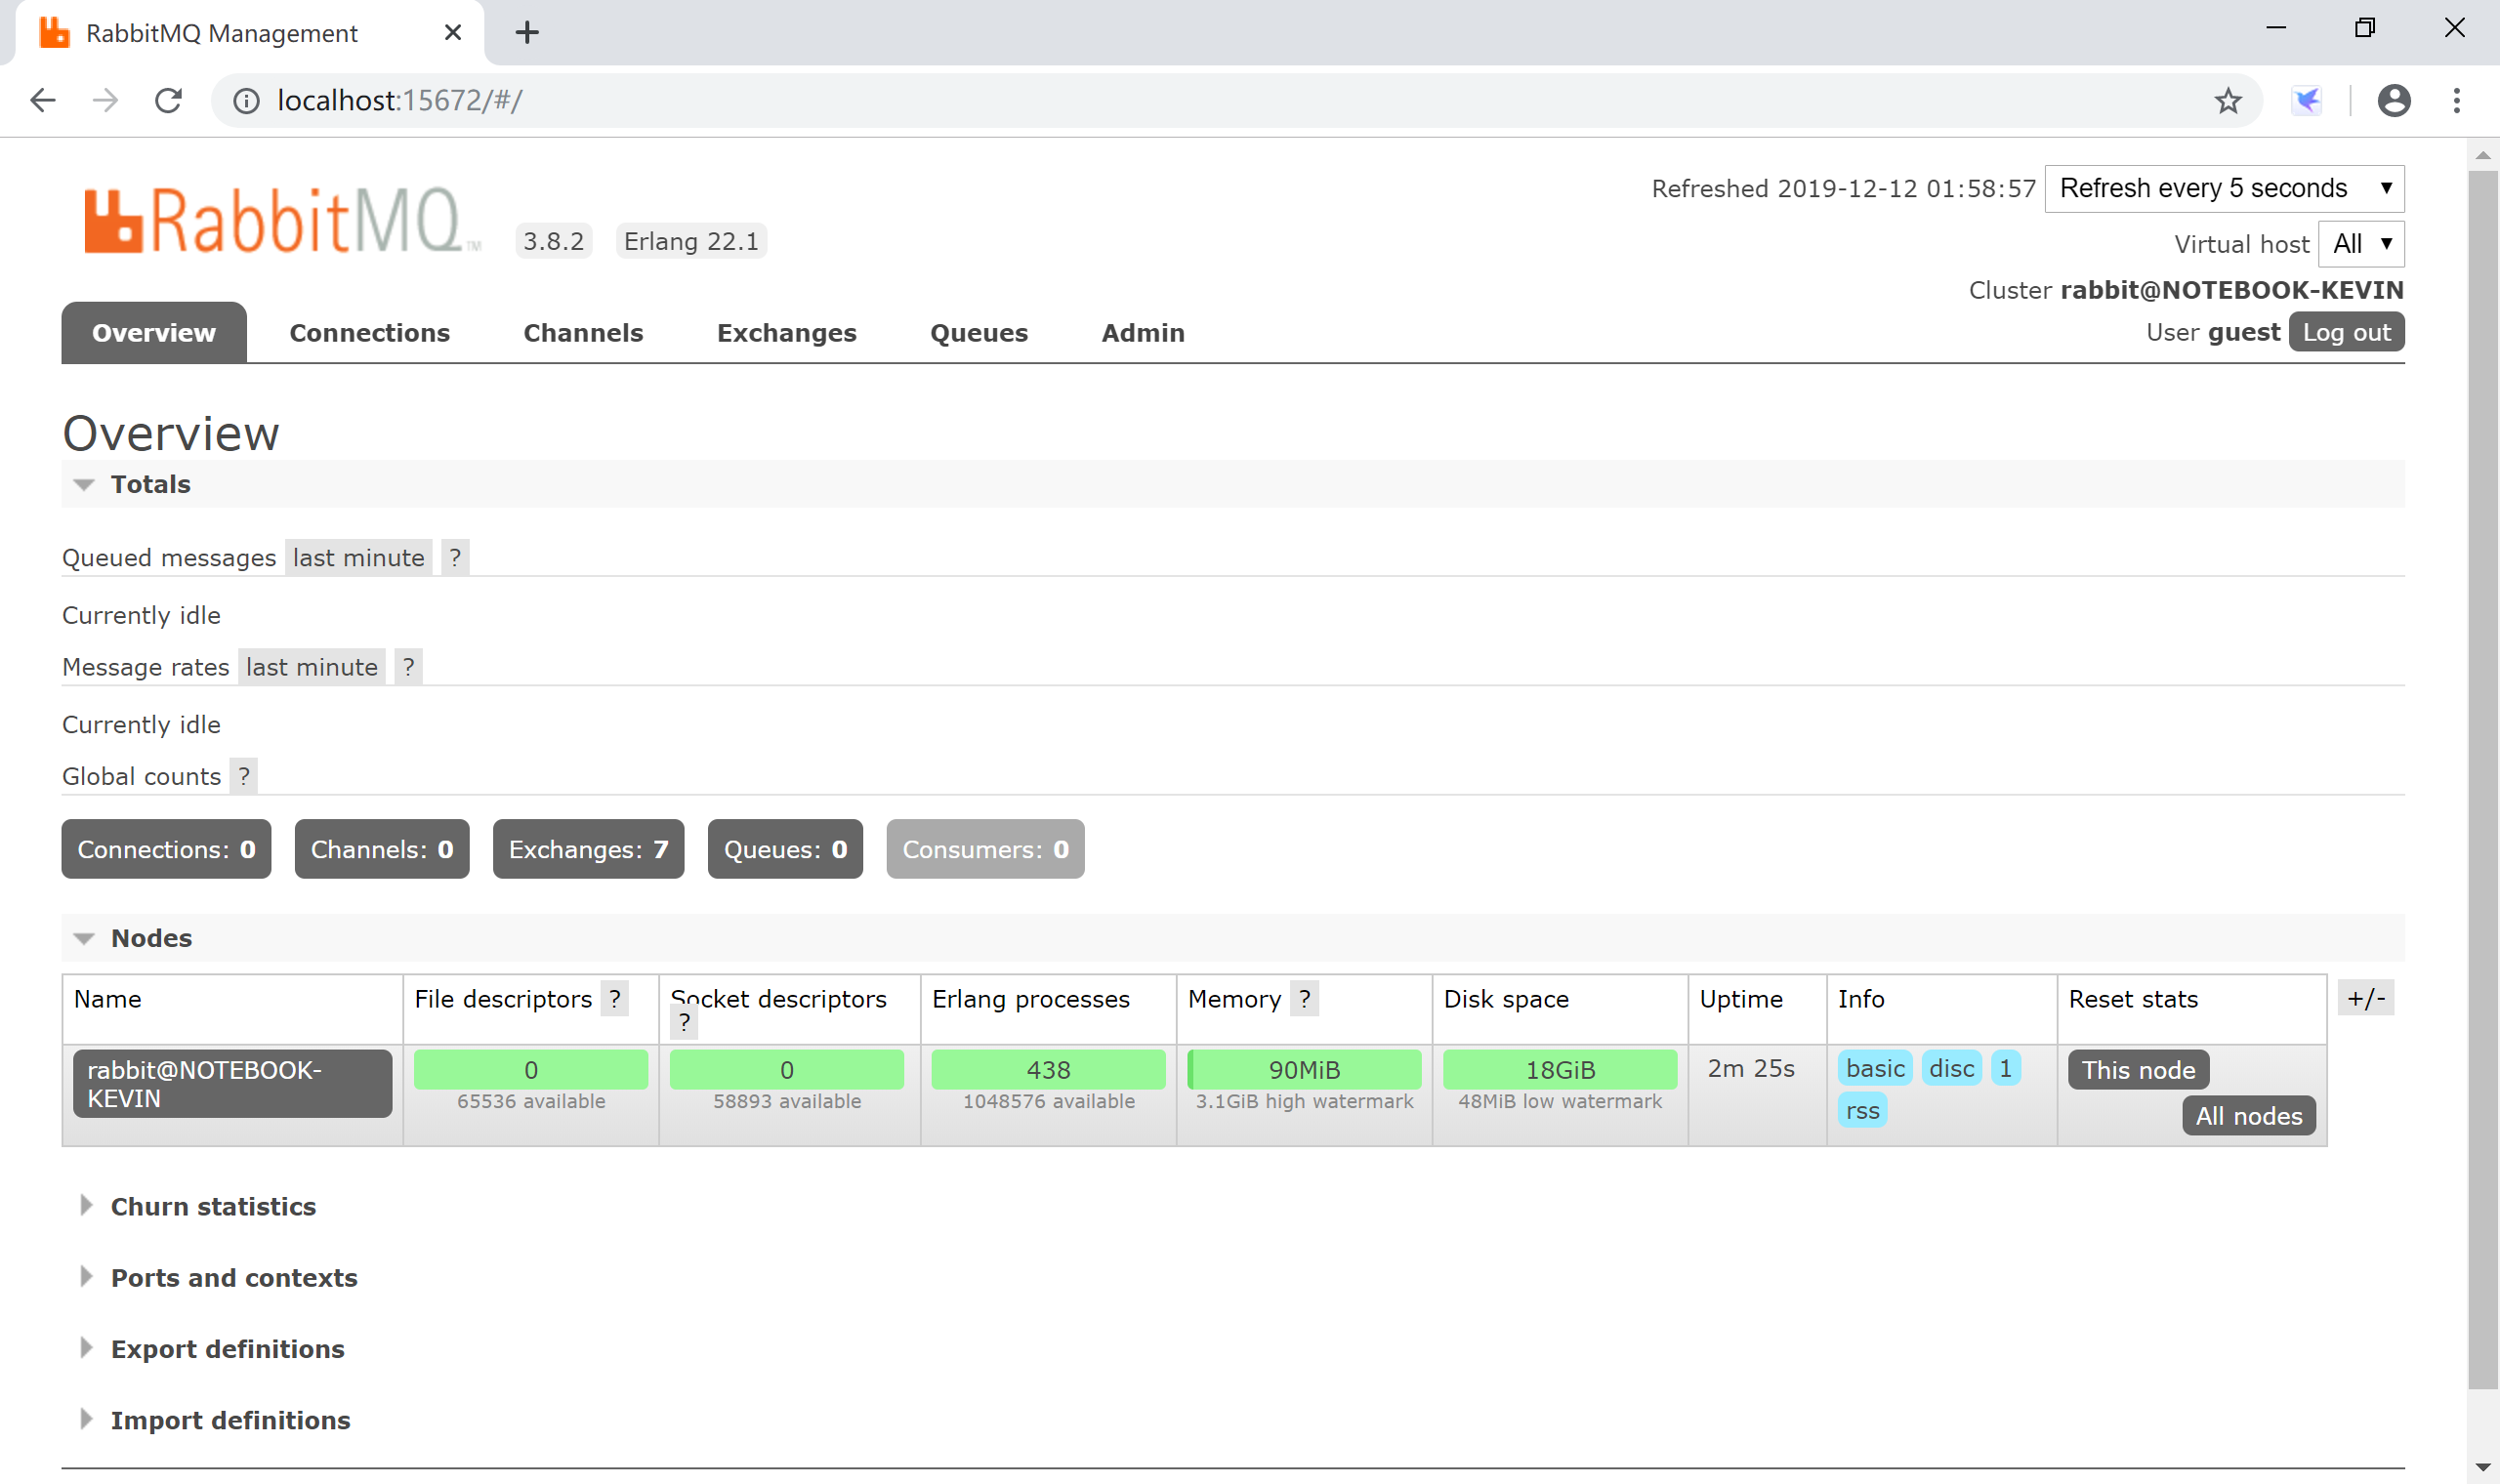 RabbitMQ Management
localhost:15672/#/
RabbitMQ TM 3.8.2 Erlang 22.1
Refreshed 2019-12-12 01:58:57 Refresh every 5 seconds
Virtual host All
Cluster rabbit@NOTEBOOK-KEVIN
User guest Log out
Overview Connections Channels Exchanges Queues Admin
Overview
Totals
Queued messages last minute ?
Currently idle
Message rates last minute ?
Currently idle
Global counts ?
Connections: 0 Channels: 0 Exchanges: 7 Queues: 0 Consumers: 0
Nodes
Name File descriptors ? Socket descriptors ? Erlang processes Memory ? Disk space Uptime Info Reset stats +/-
rabbit@NOTEBOOK-
KEVIN
0 0 438 90MiB 18GiB 2m 25s basic disc 1 This node
65536 available 58893 available 1048576 available 3.1GiB high watermark 48MiB low watermark rss All nodes
Churn statistics
Ports and contexts
Export definitions
Import definitions